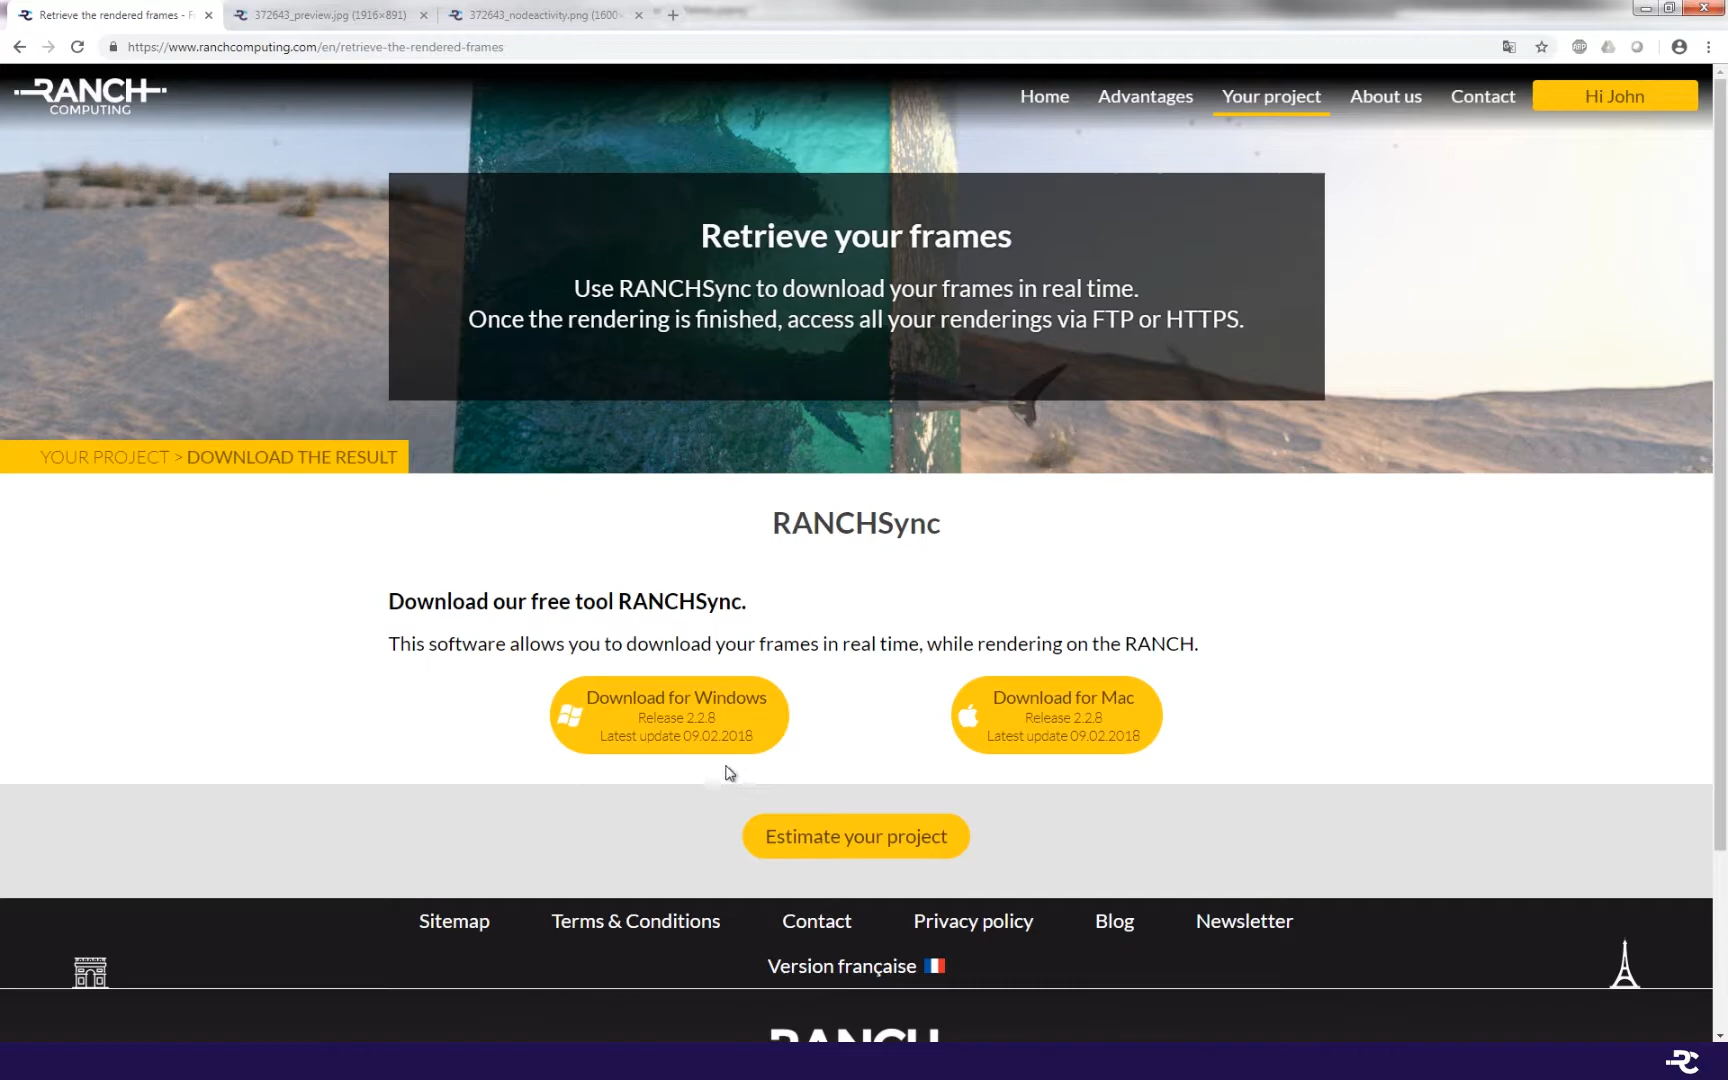 Retrieve the rendered frames - F
372643_preview.jpg (1916×891)
372643_nodeactivity.png (1600×
https://www.ranchcomputing.com/en/retrieve-the-rendered-frames
RANCH
COMPUTING
Home
Advantages
Your project
About us
Contact
Hi John
Retrieve your frames
Use RANCHSync to download your frames in real time.
Once the rendering is finished, access all your renderings via FTP or HTTPS.
YOUR PROJECT > DOWNLOAD THE RESULT
RANCHSync
Download our free tool RANCHSync.
This software allows you to download your frames in real time, while rendering on the RANCH.
Download for Windows
Release 2.2.8
Latest update 09.02.2018
Download for Mac
Release 2.2.8
Latest update 09.02.2018
Estimate your project
Sitemap
Terms & Conditions
Contact
Privacy policy
Blog
Newsletter
Version française
RANCH